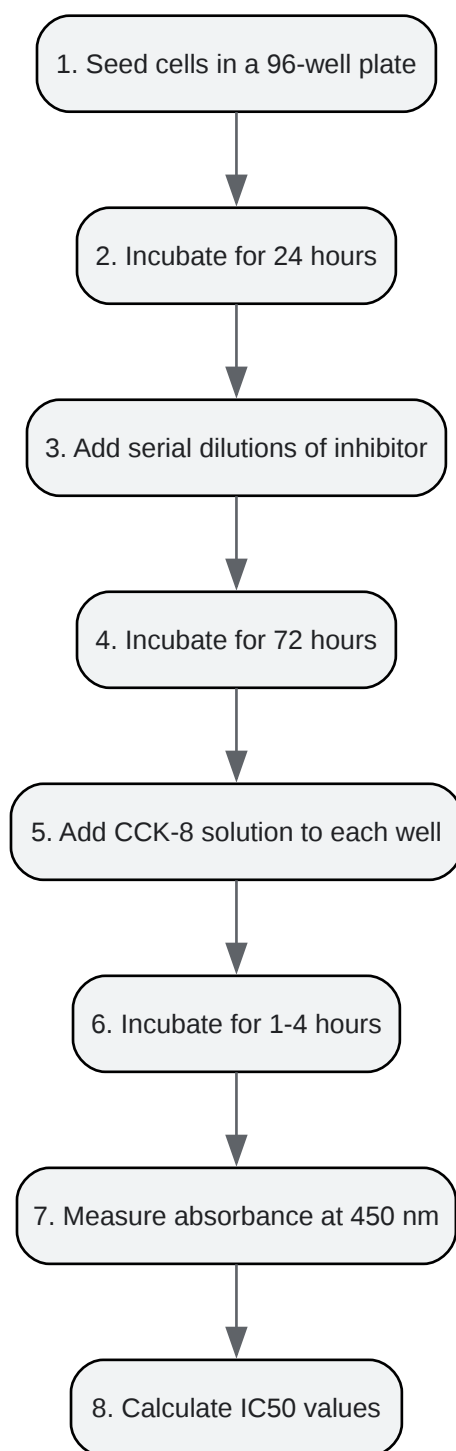 1. Seed cells in a 96-well plate
2. Incubate for 24 hours
3. Add serial dilutions of inhibitor
4. Incubate for 72 hours
5. Add CCK-8 solution to each well
6. Incubate for 1-4 hours
7. Measure absorbance at 450 nm
8. Calculate IC50 values